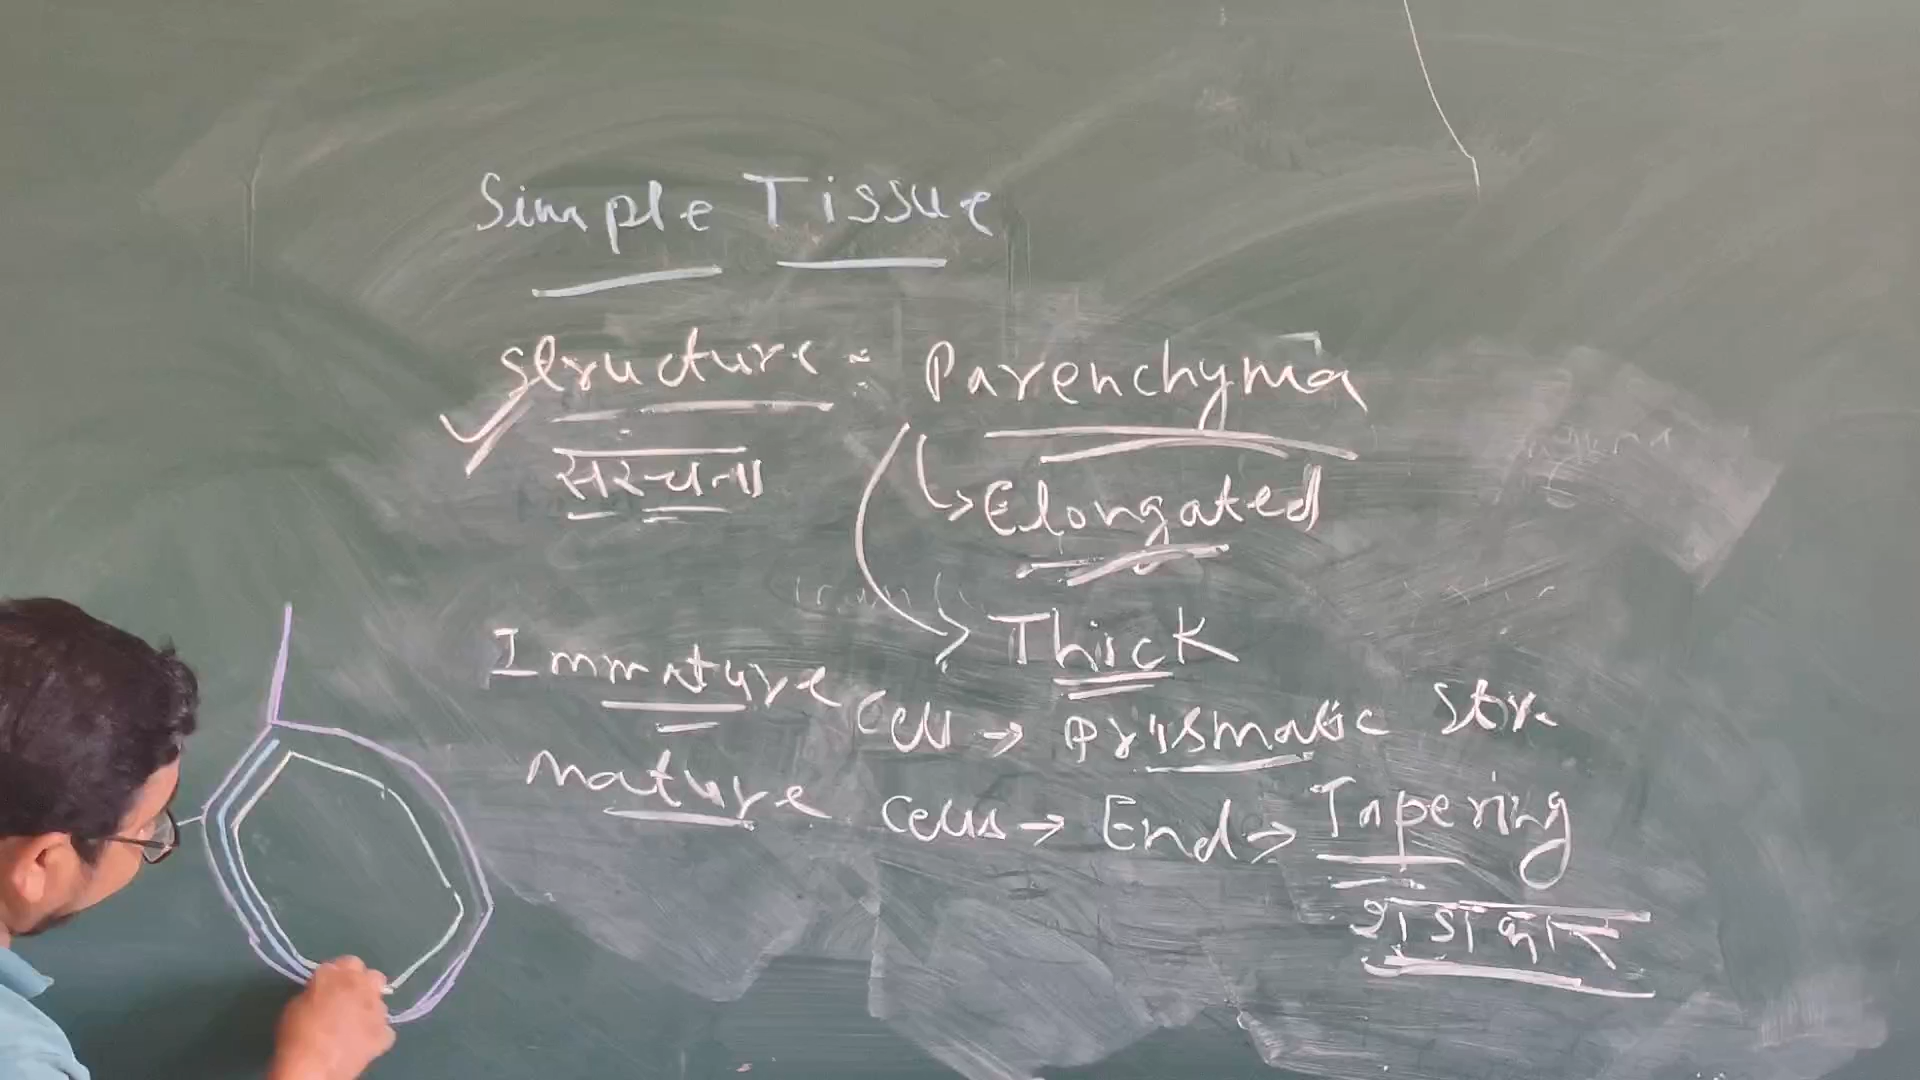 Simple Tissue
Structure : Parenchyma
संरचना
→ Elongated
→ Thick
Immature Cell → Prismatic Str.
Mature Cells → End → Tapering
शंडाकार